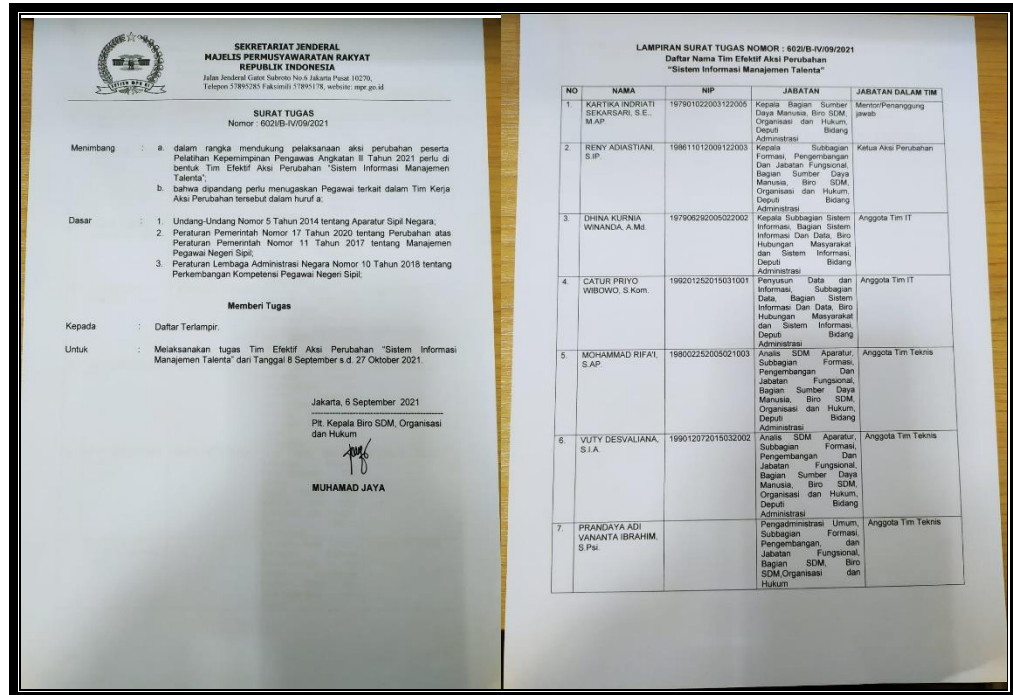 SEKRETARIAT JENDERAL
MAJELIS PERMUSYAWARATAN RAKYAT
REPUBLIK INDONESIA
Jalan Jenderal Gatot Subroto No.6 Jakarta Pusat 10270,
Telepon 57895285 Faksimili 57895178, website: mpr.go.id
SURAT TUGAS
Nomor : 602I/B-IV/09/2021
Menimbang : a. dalam rangka mendukung pelaksanaan aksi perubahan peserta
Pelatihan Kepemimpinan Pengawas Angkatan II Tahun 2021 perlu di
bentuk Tim Efektif Aksi Perubahan "Sistem Informasi Manajemen
Talenta";
b. bahwa dipandang perlu menugaskan Pegawai terkait dalam Tim Kerja
Aksi Perubahan tersebut dalam huruf a;
Dasar : 1. Undang-Undang Nomor 5 Tahun 2014 tentang Aparatur Sipil Negara;
2. Peraturan Pemerintah Nomor 17 Tahun 2020 tentang Perubahan atas
Peraturan Pemerintah Nomor 11 Tahun 2017 tentang Manajemen
Pegawai Negeri Sipil;
3. Peraturan Lembaga Administrasi Negara Nomor 10 Tahun 2018 tentang
Perkembangan Kompetensi Pegawai Negeri Sipil;
Memberi Tugas
Kepada : Daftar Terlampir.
Untuk : Melaksanakan tugas Tim Efektif Aksi Perubahan "Sistem Informasi
Manajemen Talenta" dari Tanggal 8 September s.d. 27 Oktober 2021.
Jakarta, 6 September 2021
Plt. Kepala Biro SDM, Organisasi
dan Hukum
MUHAMAD JAYA
LAMPIRAN SURAT TUGAS NOMOR : 602I/B-IV/09/2021
Daftar Nama Tim Efektif Aksi Perubahan
"Sistem Informasi Manajemen Talenta"
NO NAMA NIP JABATAN JABATAN DALAM TIM
1. KARTIKA INDRIATI 197901022003122005 Kepala Bagian Sumber Mentor/Penanggung
SEKARSARI, S.E., Daya Manusia, Biro SDM, jawab
M.AP Organisasi dan Hukum,
Deputi Bidang
Administrasi
2. RENY ADIASTIANI, 198611012009122003 Kepala Subbagian Ketua Aksi Perubahan
S.IP. Formasi, Pengembangan
Dan Jabatan Fungsional,
Bagian Sumber Daya
Manusia, Biro SDM,
Organisasi dan Hukum,
Deputi Bidang
Administrasi
3. DHINA KURNIA 197906292005022002 Kepala Subbagian Sistem Anggota Tim IT
WINANDA, A.Md. Informasi, Bagian Sistem
Informasi Dan Data, Biro
Hubungan Masyarakat
dan Sistem Informasi,
Deputi Bidang
Administrasi
4. CATUR PRIYO 199201252015031001 Penyusun Data dan Anggota Tim IT
WIBOWO, S.Kom. Informasi, Subbagian
Data, Bagian Sistem
Informasi Dan Data, Biro
Hubungan Masyarakat
dan Sistem Informasi,
Deputi Bidang
Administrasi
5. MOHAMMAD RIFA'I, 198002252005021003 Analis SDM Aparatur, Anggota Tim Teknis
S.AP. Subbagian Formasi,
Pengembangan Dan
Jabatan Fungsional,
Bagian Sumber Daya
Manusia, Biro SDM,
Organisasi dan Hukum,
Deputi Bidang
Administrasi
6. VUTY DESVALIANA, 199012072015032002 Analis SDM Aparatur, Anggota Tim Teknis
S.I.A. Subbagian Formasi,
Pengembangan Dan
Jabatan Fungsional,
Bagian Sumber Daya
Manusia, Biro SDM,
Organisasi dan Hukum,
Deputi Bidang
Administrasi
7. PRANDAYA ADI Pengadministrasi Umum, Anggota Tim Teknis
VANANTA IBRAHIM, Subbagian Formasi,
S.Psi. Pengembangan, dan
Jabatan Fungsional,
Bagian SDM, Biro
SDM,Organisasi dan
Hukum